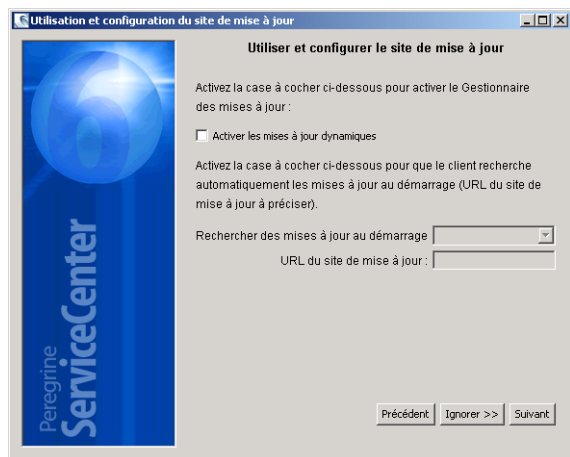 Utilisation et configuration du site de mise à jour
Utiliser et configurer le site de mise à jour
Activez la case à cocher ci-dessous pour activer le Gestionnaire
des mises à jour :
Activer les mises à jour dynamiques
Activez la case à cocher ci-dessous pour que le client recherche
automatiquement les mises à jour au démarrage (URL du site de
mise à jour à préciser).
Rechercher des mises à jour au démarrage
URL du site de mise à jour :
6
Peregrine
ServiceCenter
Précédent Ignorer >> Suivant